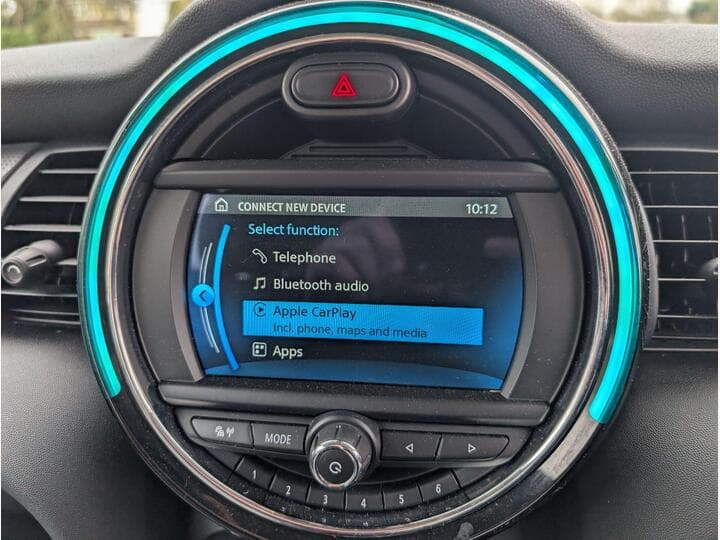 CONNECT NEW DEVICE 10:12
Select function:
Telephone
Bluetooth audio
Apple CarPlay
Incl. phone, maps and media
Apps
MODE
1 2 3 4 5 6